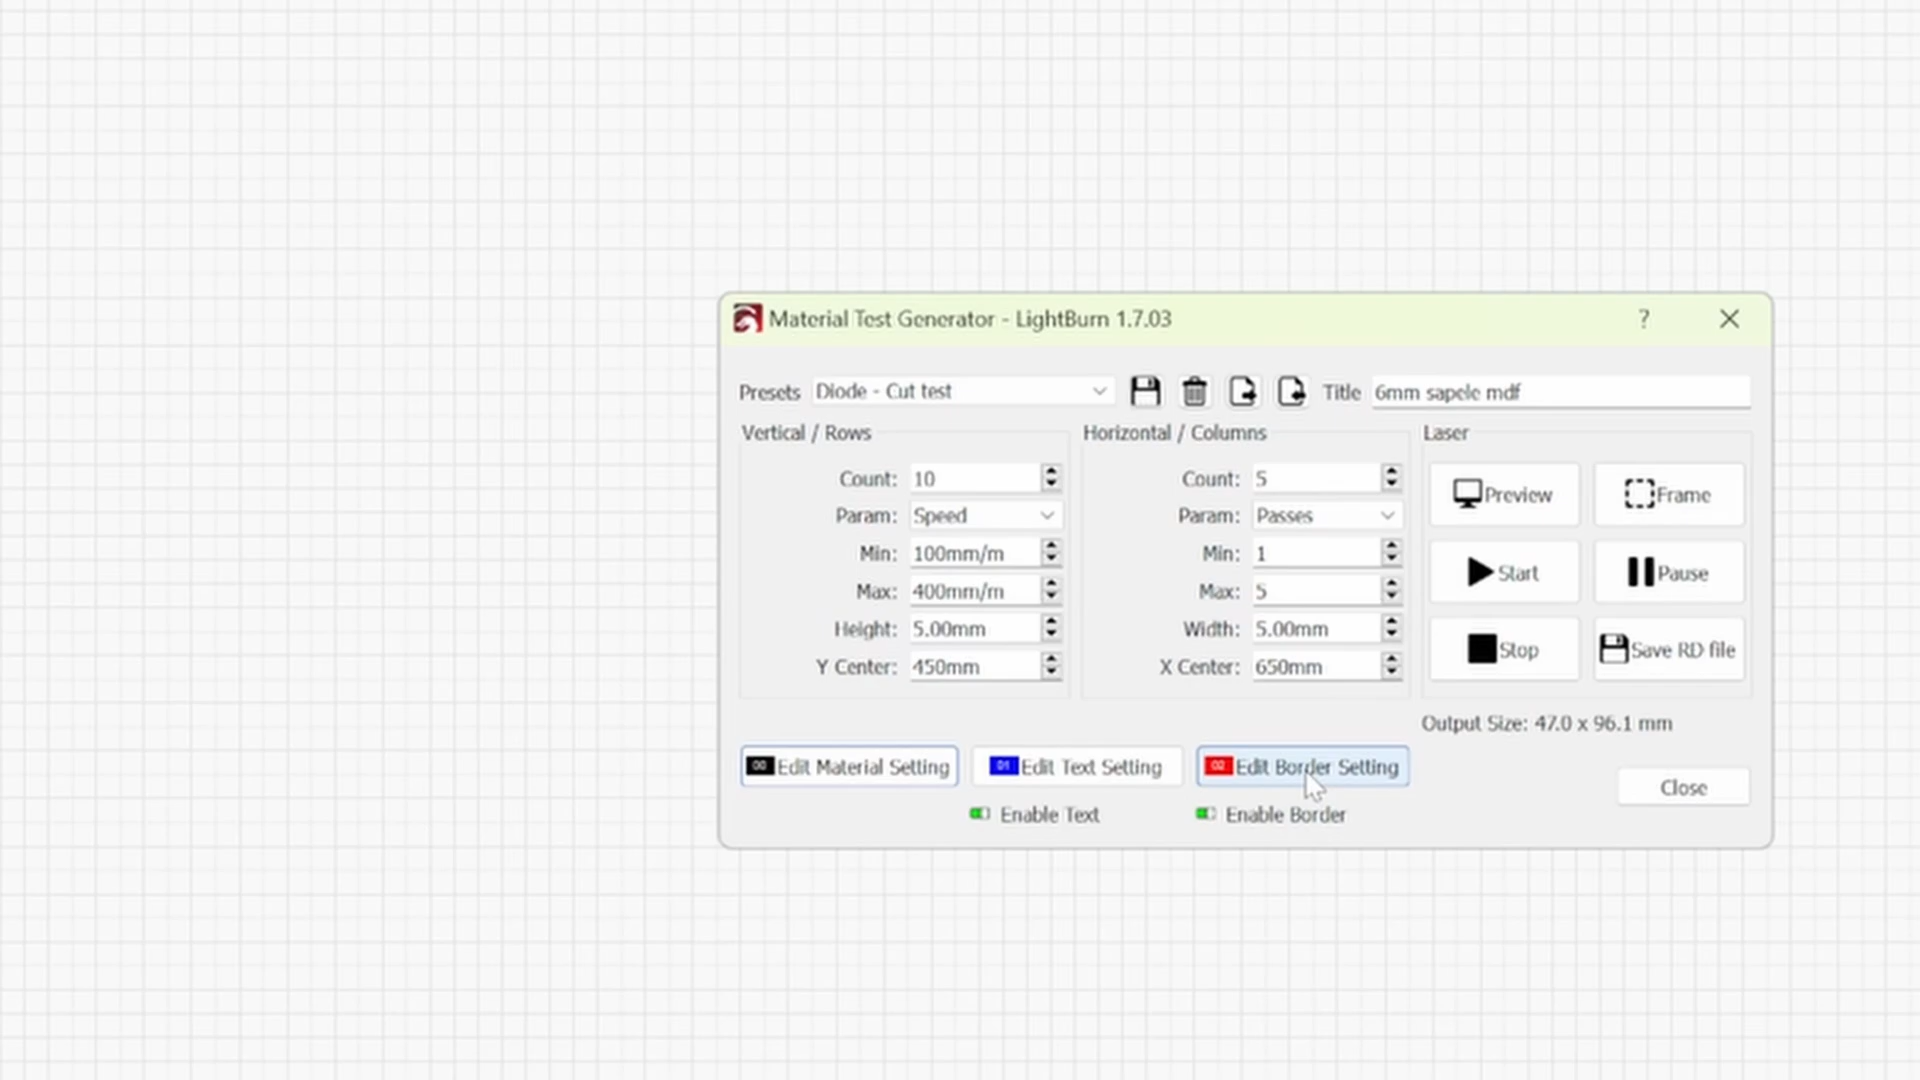 Material Test Generator - LightBurn 1.7.03 ?
Presets Diode - Cut test Title 6mm sapele mdf
Vertical / Rows Horizontal / Columns Laser
Count: 10 Count: 5
Param: Speed Param: Passes
Min: 100mm/m Min: 1
Max: 400mm/m Max: 5
Height: 5.00mm Width: 5.00mm
Y Center: 450mm X Center: 650mm
Preview Frame
Start Pause
Stop Save RD file
Output Size: 47.0 x 96.1 mm
00 Edit Material Setting 01 Edit Text Setting 02 Edit Border Setting
Close
Enable Text Enable Border